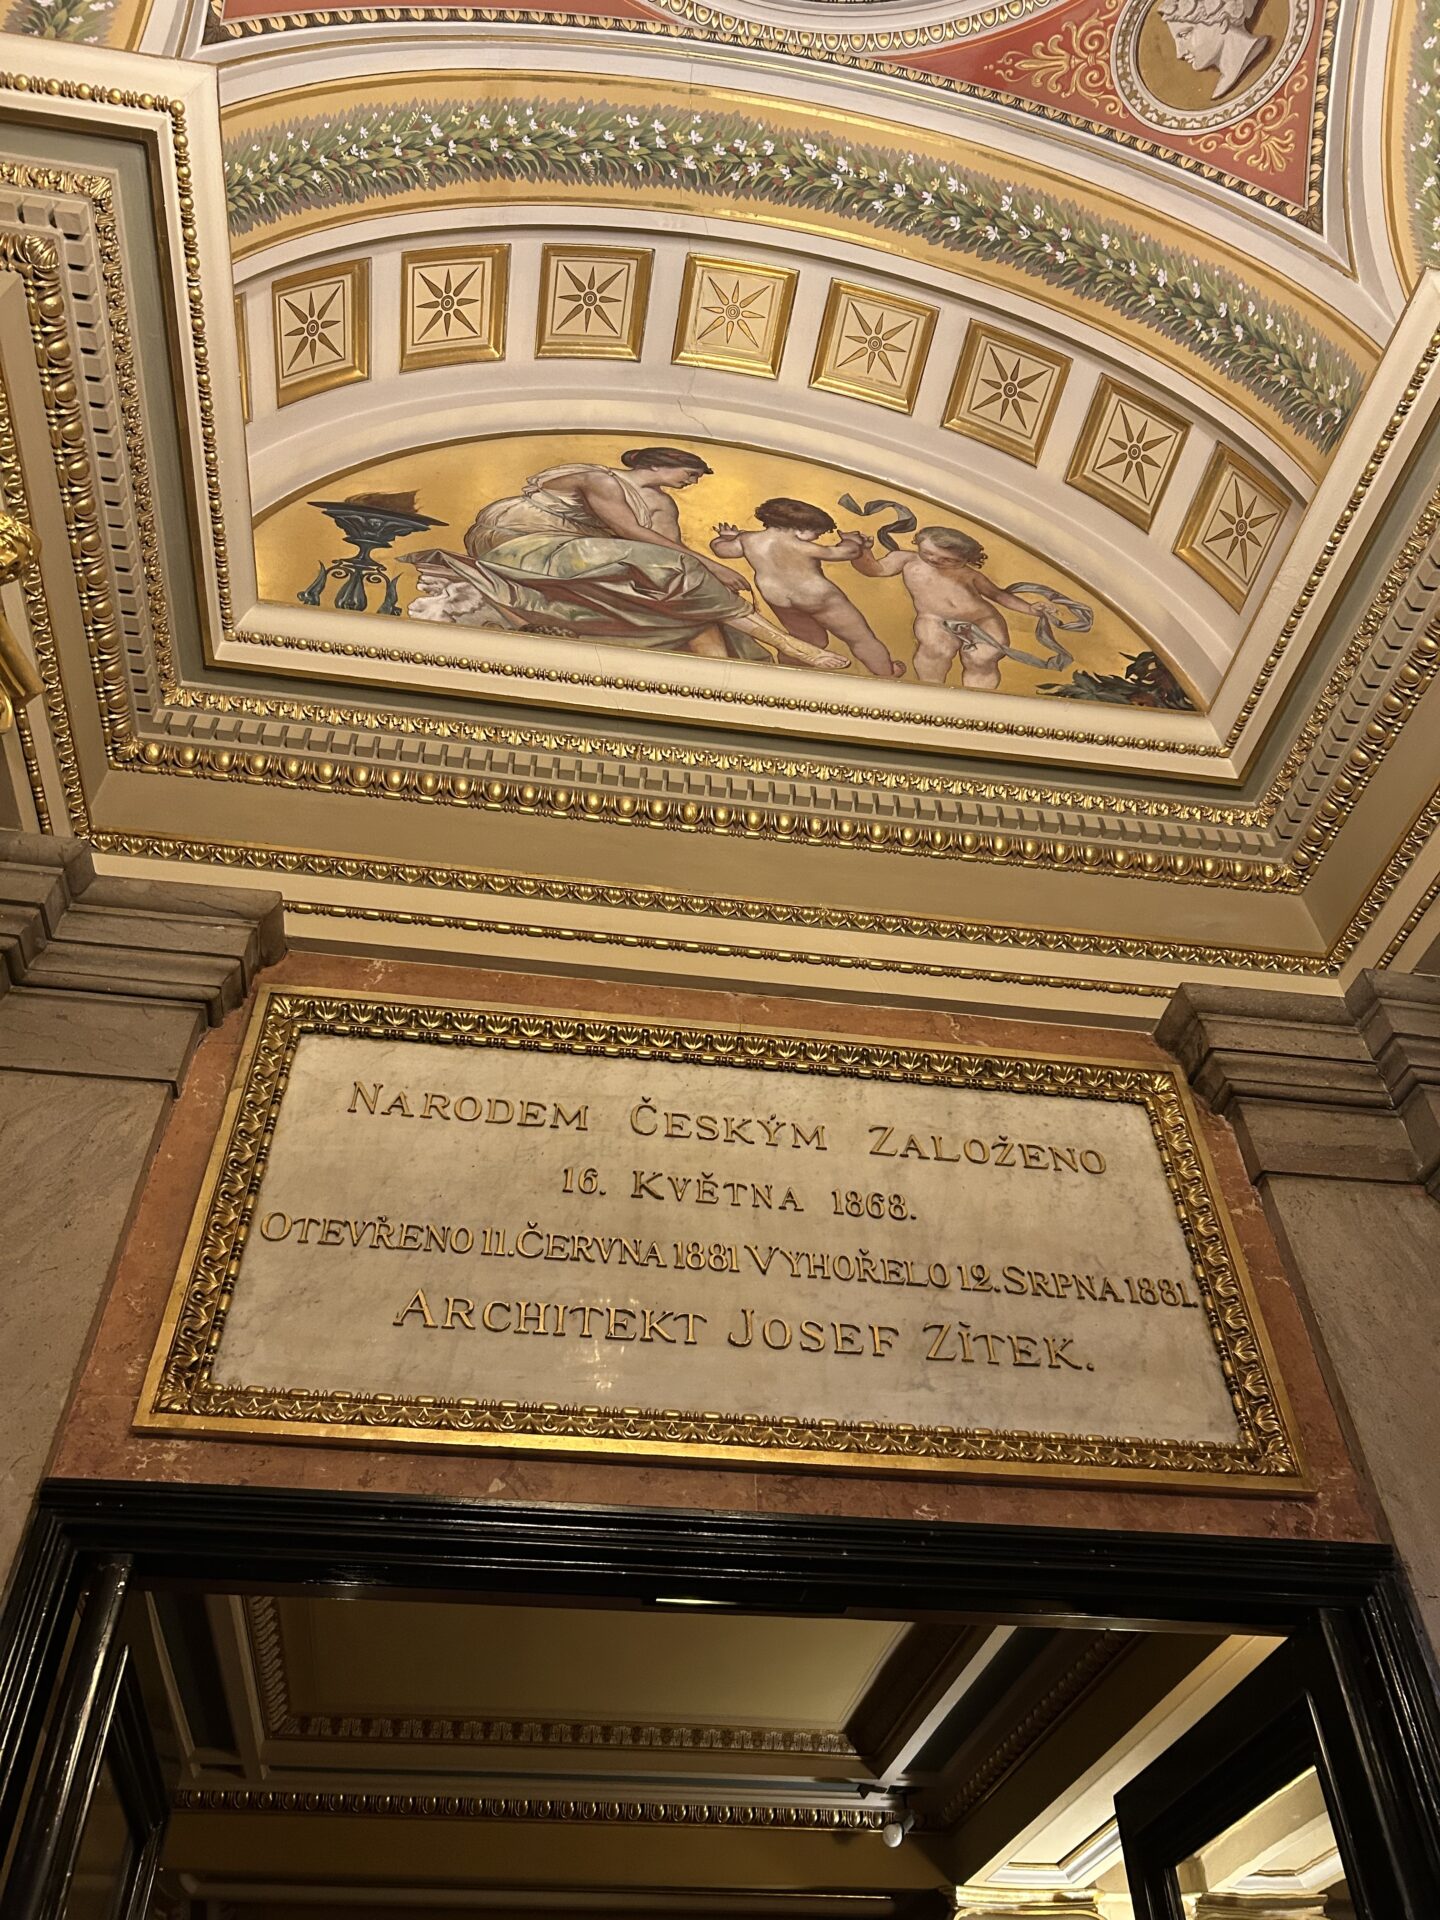 NARODEM ČESKÝM ZALOŽENO
16. KVĚTNA 1868.
OTEVŘENO 11. ČERVNA 1881 VYHOŘELO 12. SRPNA 1881.
ARCHITEKT JOSEF ZÍTEK.